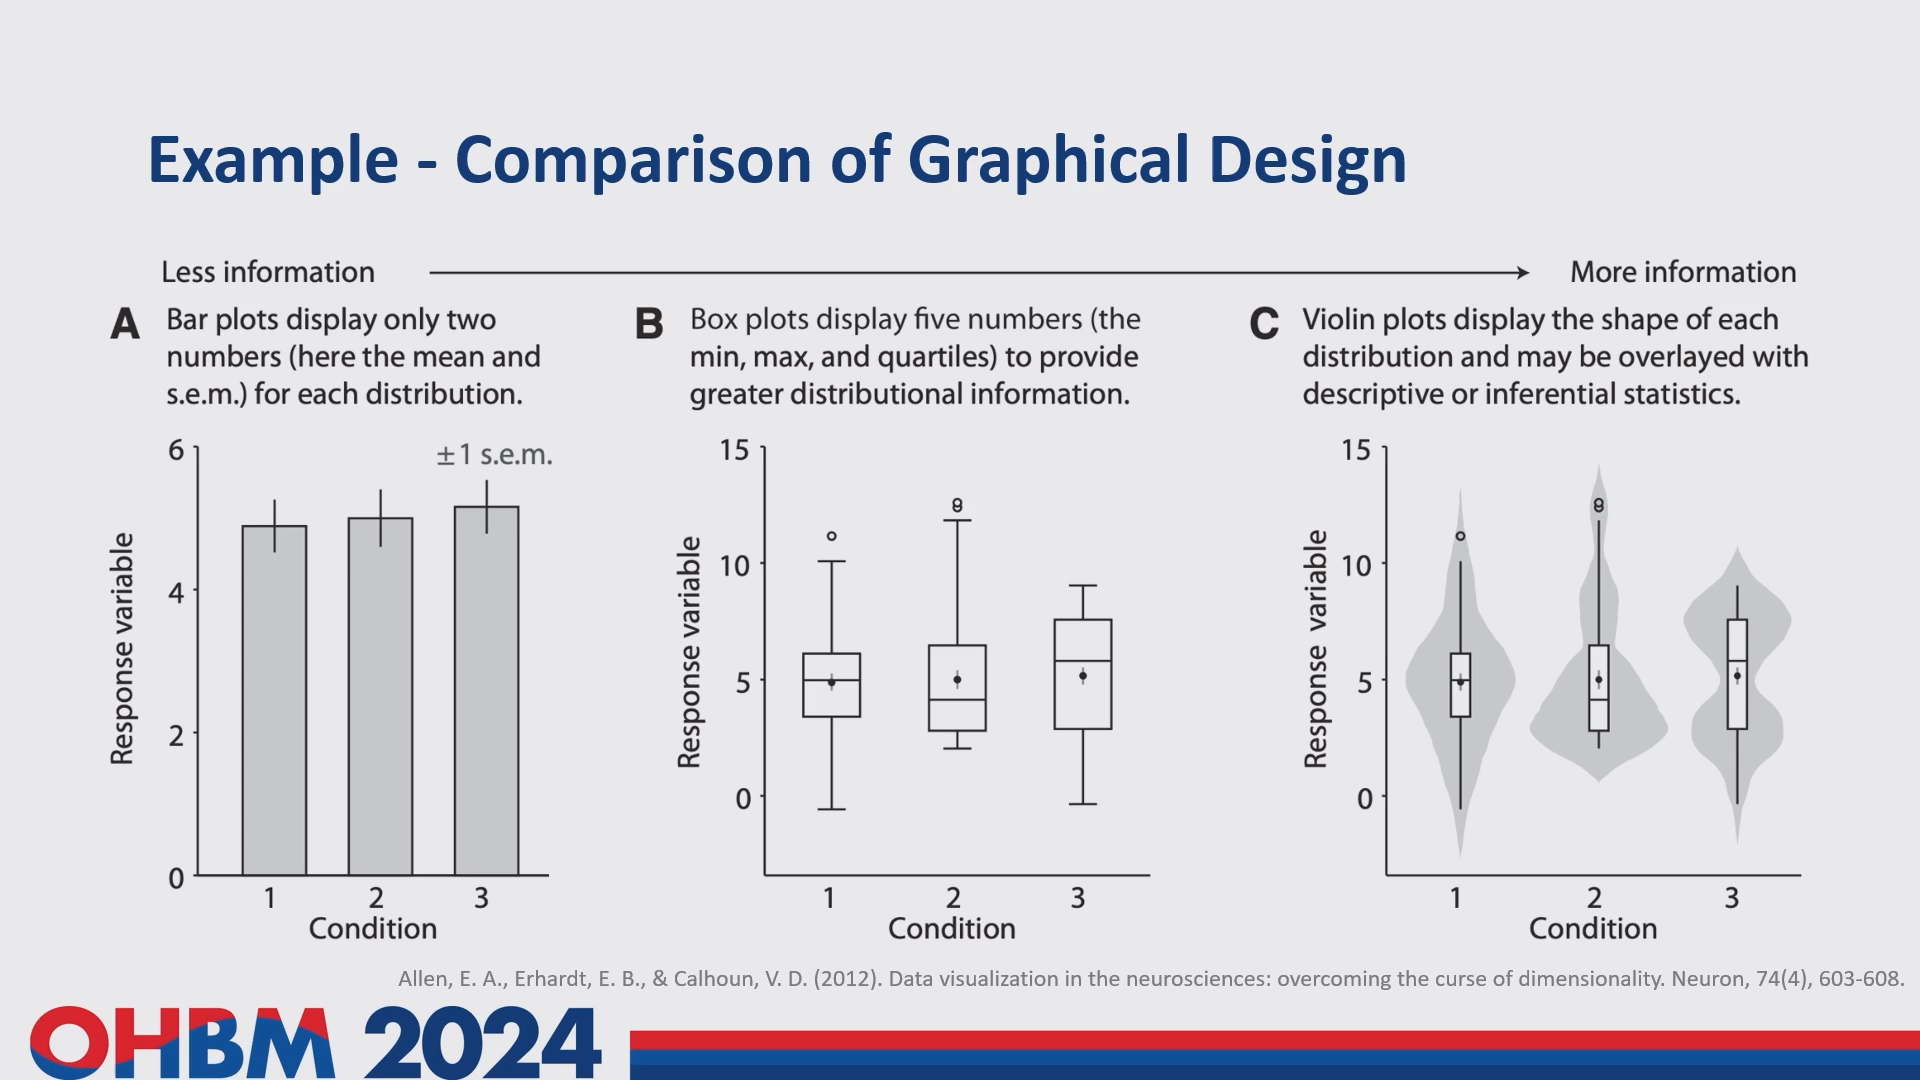 Example - Comparison of Graphical Design
Less information
More information
A
Bar plots display only two
numbers (here the mean and
s.e.m.) for each distribution.
B
Box plots display five numbers (the
min, max, and quartiles) to provide
greater distributional information.
C
Violin plots display the shape of each
distribution and may be overlayed with
descriptive or inferential statistics.
6
4
2
0
Response variable
±1 s.e.m.
1 2 3
Condition
15
10
5
0
Response variable
1 2 3
Condition
15
10
5
0
Response variable
1 2 3
Condition
Allen, E. A., Erhardt, E. B., & Calhoun, V. D. (2012). Data visualization in the neurosciences: overcoming the curse of dimensionality. Neuron, 74(4), 603-608.
OHBM 2024